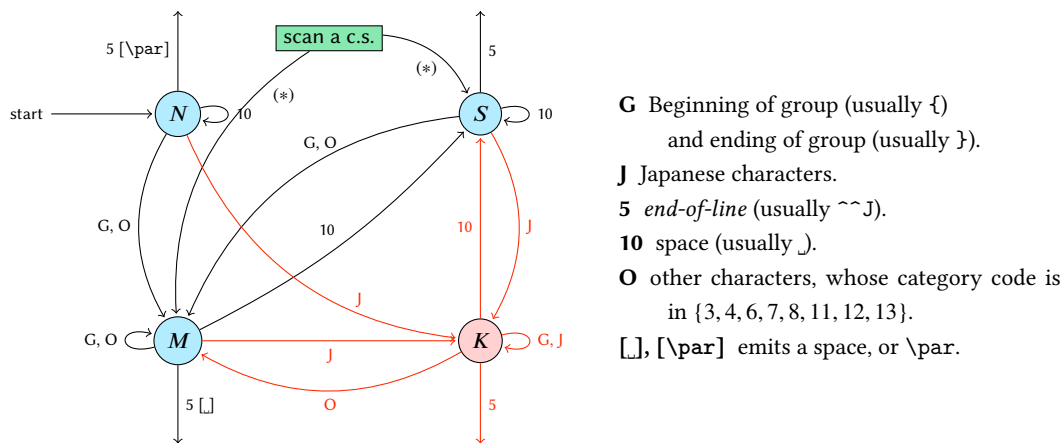 5 [\par]
scan a c.s.
5
(∗)
(∗)
start
N
10
S
10
G, O
G, O
J
10
10
J
G, O
M
J
K
G, J
O
5 [␣]
5
G Beginning of group (usually {)
and ending of group (usually }).
J Japanese characters.
5 end-of-line (usually ^^J).
10 space (usually ␣).
O other characters, whose category code is
in {3, 4, 6, 7, 8, 11, 12, 13}.
[␣], [\par] emits a space, or \par.